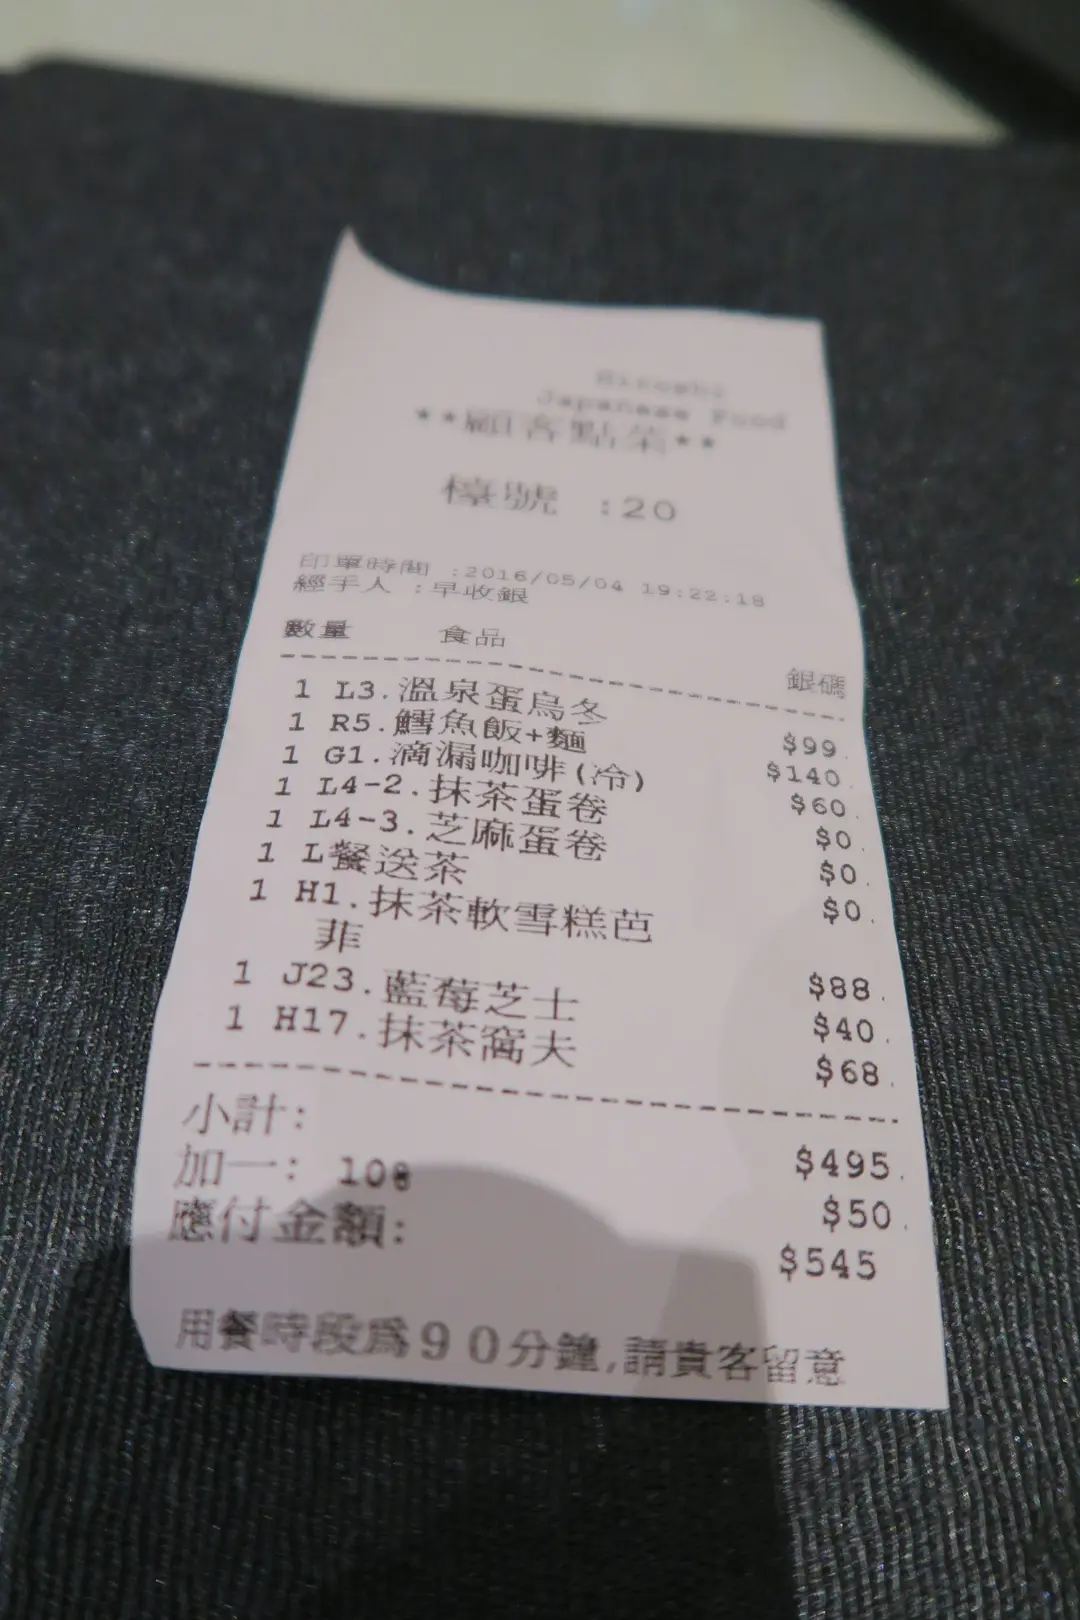 Japanese Food
**顧客點菜**
檯號 :20
印單時間 :2016/05/04 19:22:18
經手人 :早收銀
數量 食品 銀碼
1 L3.溫泉蛋烏冬 $99.
1 R5.鱈魚飯+麵 $140.
1 G1.滴漏咖啡(冷) $60.
1 L4-2.抹茶蛋卷 $0.
1 L4-3.芝麻蛋卷 $0.
1 L餐送茶 $0.
1 H1.抹茶軟雪糕芭
菲 $88.
1 J23.藍莓芝士 $40.
1 H17.抹茶窩夫 $68.
小計: $495.
加一: 10% $50.
應付金額: $545
用餐時段為90分鐘,請貴客留意